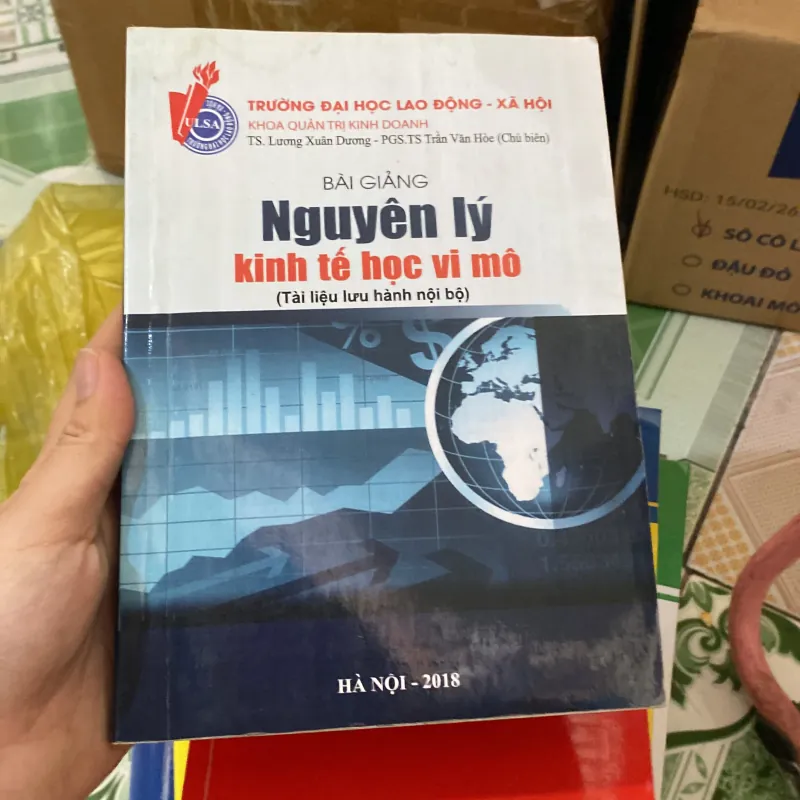 TRƯỜNG ĐẠI HỌC LAO ĐỘNG - XÃ HỘI
KHOA QUẢN TRỊ KINH DOANH
TS. Lương Xuân Dương - PGS.TS Trần Văn Hòe (Chủ biên)
ULSA
BÀI GIẢNG
Nguyên lý
kinh tế học vi mô
(Tài liệu lưu hành nội bộ)
% $
HÀ NỘI - 2018
HSD: 15/02/26
SÔ CÔ L
ĐẬU ĐỎ
KHOAI MÔ